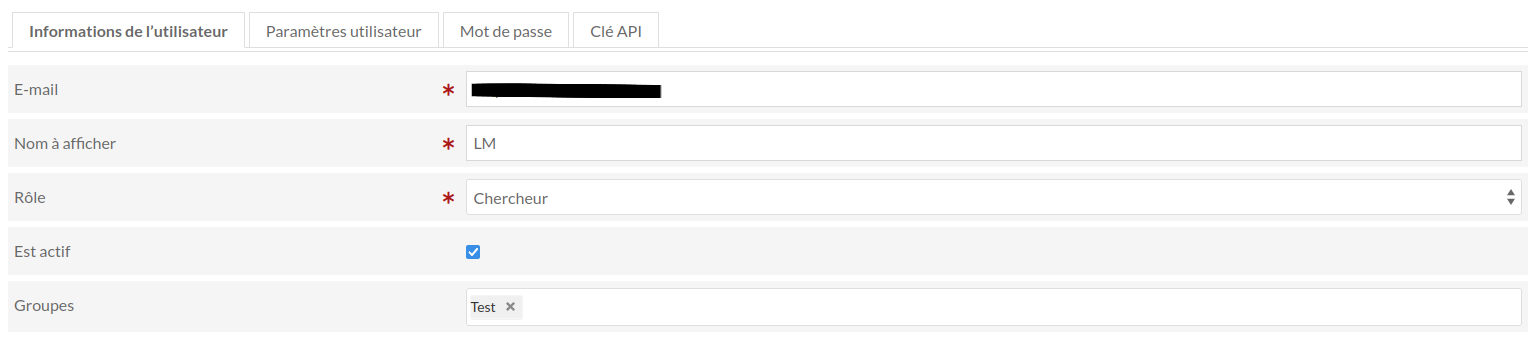 Informations de l’utilisateur Paramètres utilisateur Mot de passe Clé API
E-mail *
Nom à afficher * LM
Rôle * Chercheur
Est actif
Groupes Test ×